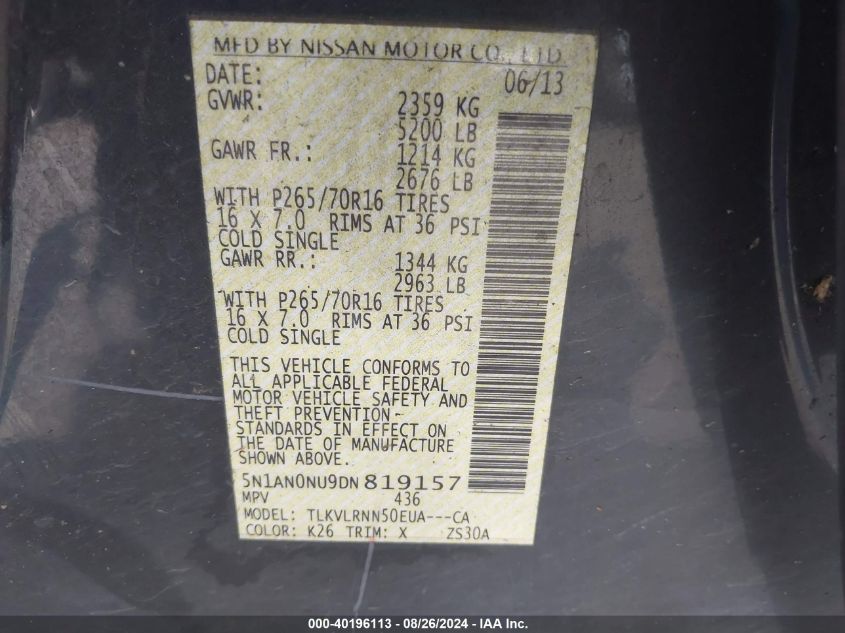 MFD BY NISSAN MOTOR CO., LTD.
DATE: 06/13
GVWR: 2359 KG
5200 LB
GAWR FR.: 1214 KG
2676 LB
WITH P265/70R16 TIRES
16 X 7.0 RIMS AT 36 PSI
COLD SINGLE
GAWR RR.: 1344 KG
2963 LB
WITH P265/70R16 TIRES
16 X 7.0 RIMS AT 36 PSI
COLD SINGLE
THIS VEHICLE CONFORMS TO
ALL APPLICABLE FEDERAL
MOTOR VEHICLE SAFETY AND
THEFT PREVENTION
STANDARDS IN EFFECT ON
THE DATE OF MANUFACTURE
SHOWN ABOVE.
5N1AN0NU9DN819157
MPV 436
MODEL: TLKVLRNN50EUA---CA
COLOR: K26 TRIM: X ZS30A
000-40196113 - 08/26/2024 - IAA Inc.